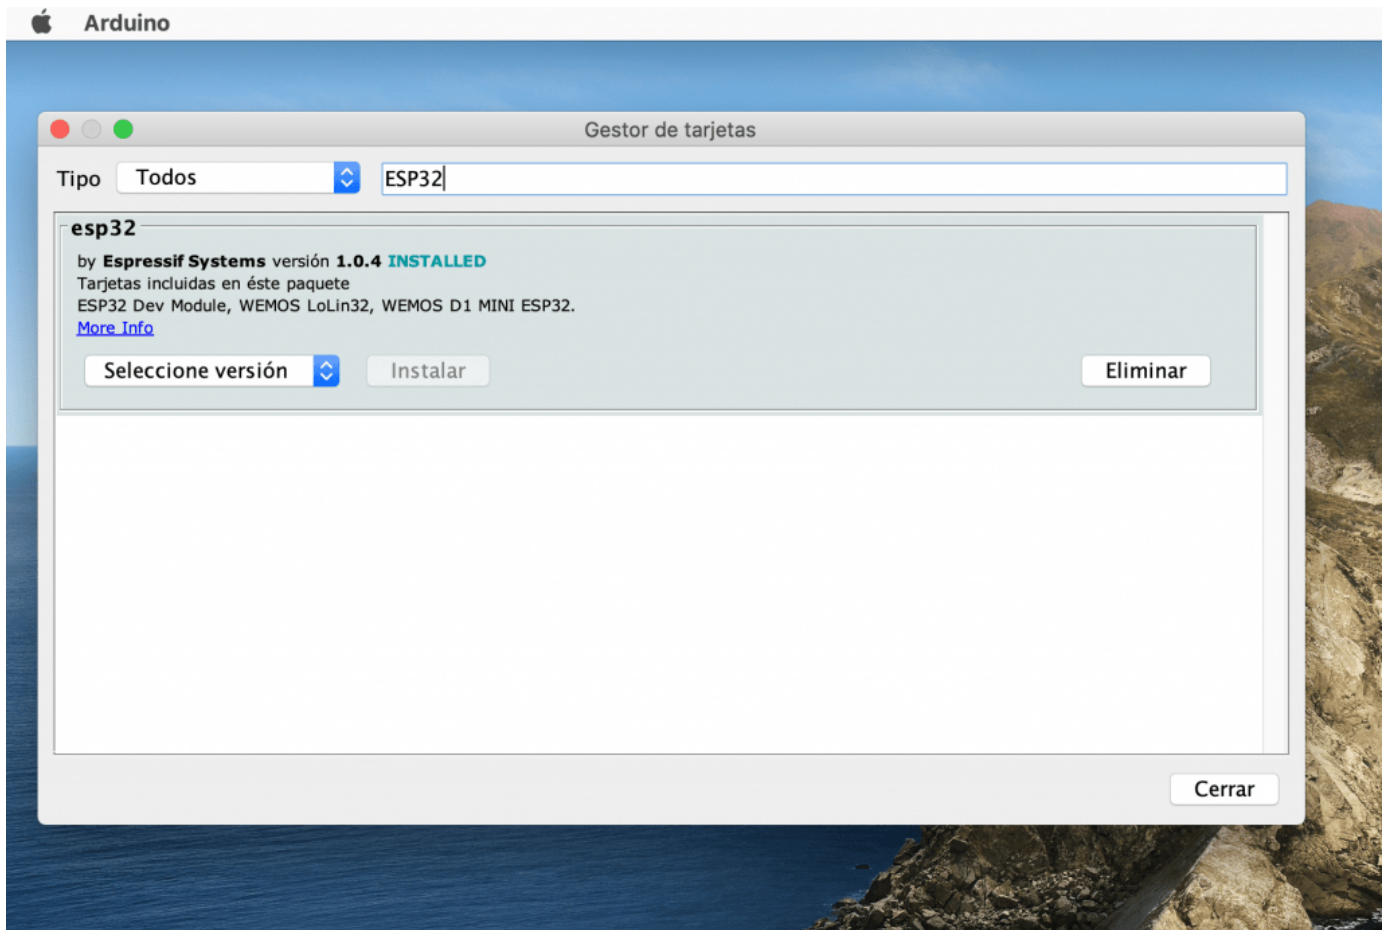 Arduino
Gestor de tarjetas
Tipo Todos ESP32
esp32
by Espressif Systems versión 1.0.4 INSTALLED
Tarjetas incluidas en éste paquete
ESP32 Dev Module, WEMOS LoLin32, WEMOS D1 MINI ESP32.
More Info
Seleccione versión Instalar Eliminar
Cerrar